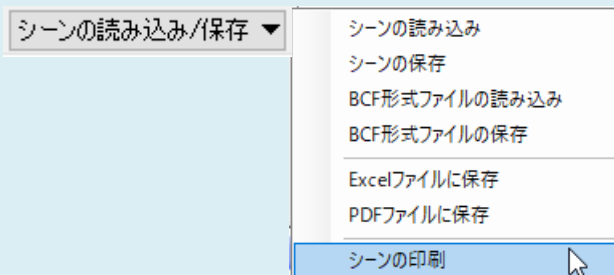 シーンの読み込み/保存 ▼
シーンの読み込み
シーンの保存
BCF形式ファイルの読み込み
BCF形式ファイルの保存
Excelファイルに保存
PDFファイルに保存
シーンの印刷